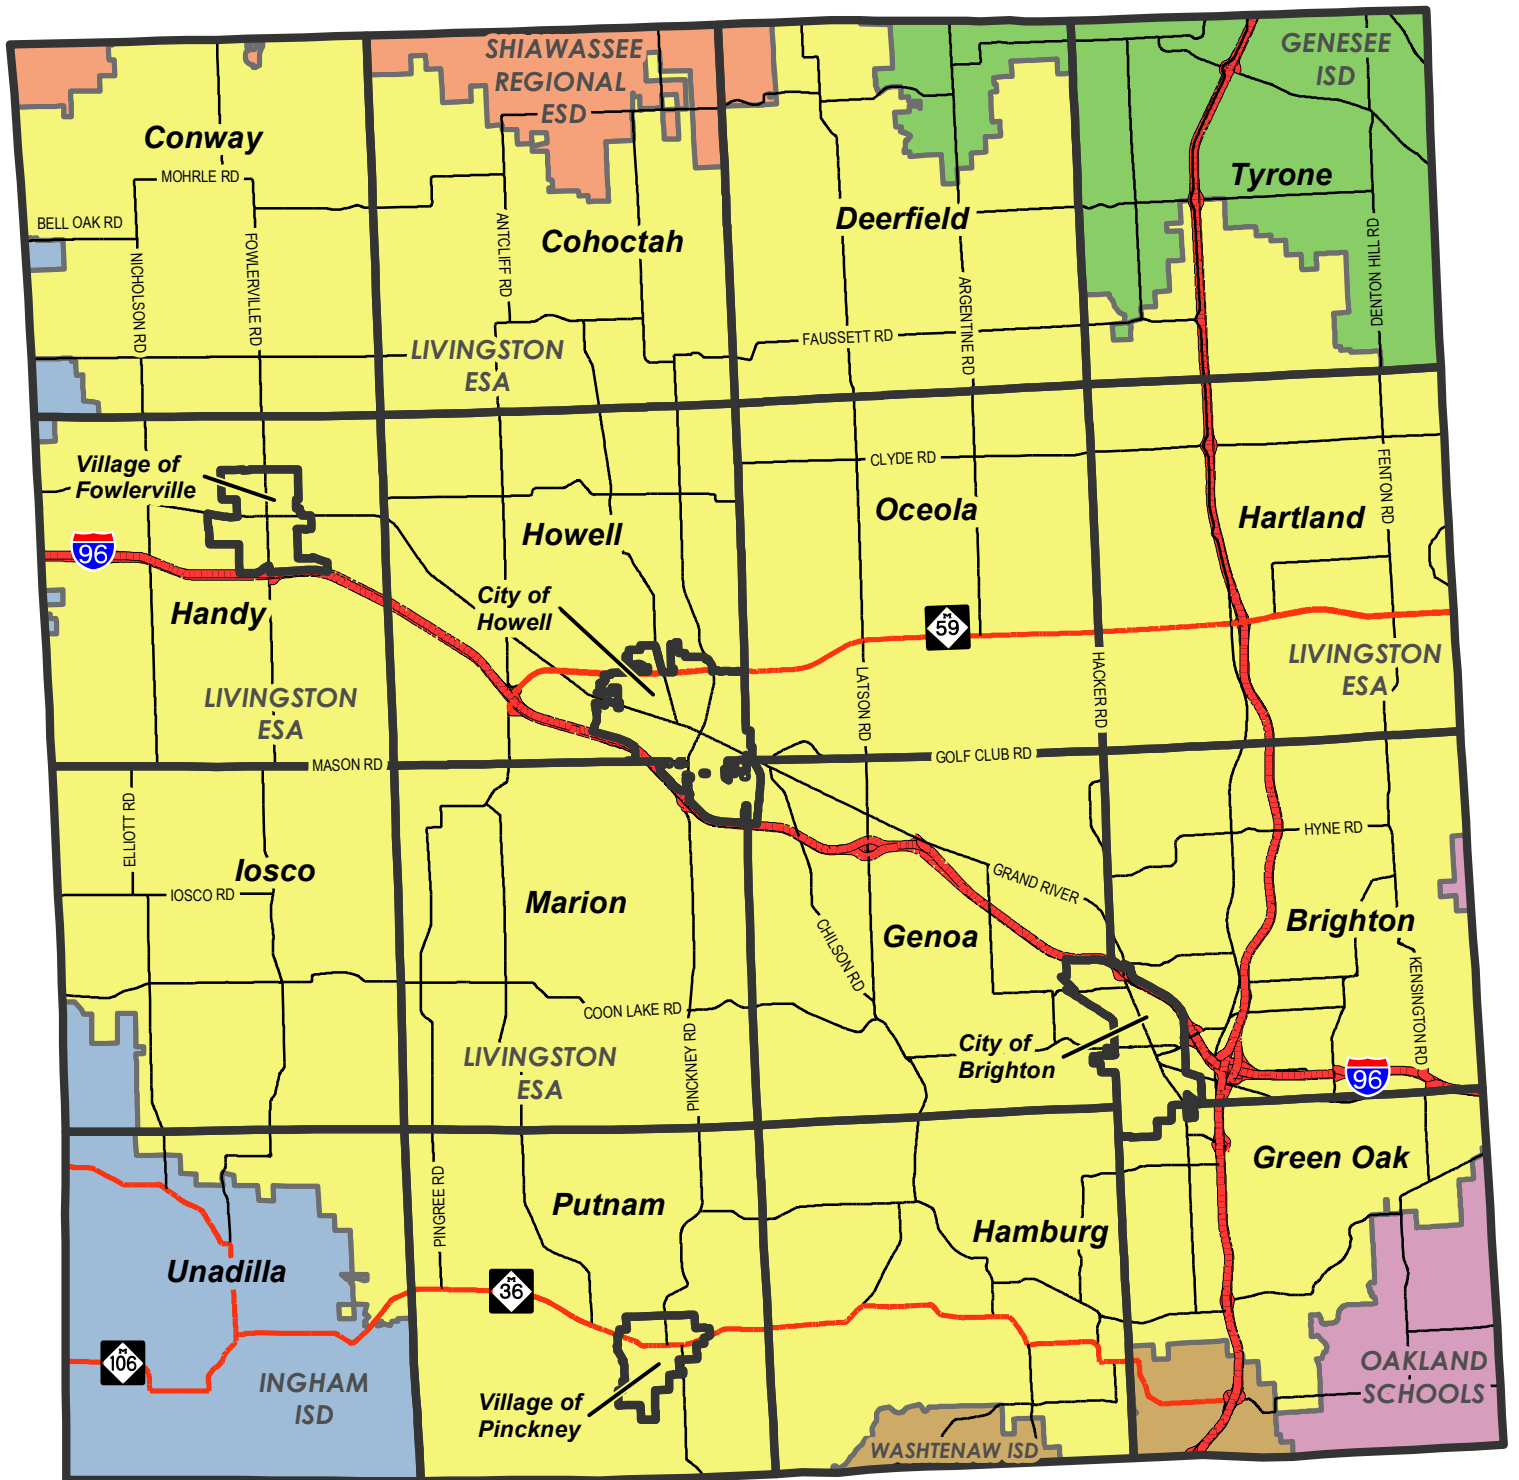 SHIAWASSEE
REGIONAL
ESD
GENESEE
ISD
Conway
MOHRLE RD
Tyrone
BELL OAK RD
Deerfield
Cohoctah
ANTCLIFF RD
DENTON HILL RD
NICHOLSON RD
FOWLERVILLE RD
ARGENTINE RD
FAUSSETT RD
LIVINGSTON
ESA
Village of
Fowlerville
CLYDE RD
FENTON RD
Oceola
Hartland
Howell
96
City of
Howell
Handy
M
59
LIVINGSTON
ESA
HACKER RD
LATSON RD
LIVINGSTON
ESA
GOLF CLUB RD
MASON RD
ELLIOTT RD
HYNE RD
Iosco
IOSCO RD
GRAND RIVER
Marion
Brighton
Genoa
CHILSON RD
KENSINGTON RD
COON LAKE RD
PINCKNEY RD
City of
Brighton
LIVINGSTON
ESA
96
Green Oak
PINGREE RD
Putnam
Hamburg
Unadilla
M
36
M
106
INGHAM
ISD
OAKLAND
SCHOOLS
Village of
Pinckney
WASHTENAW ISD